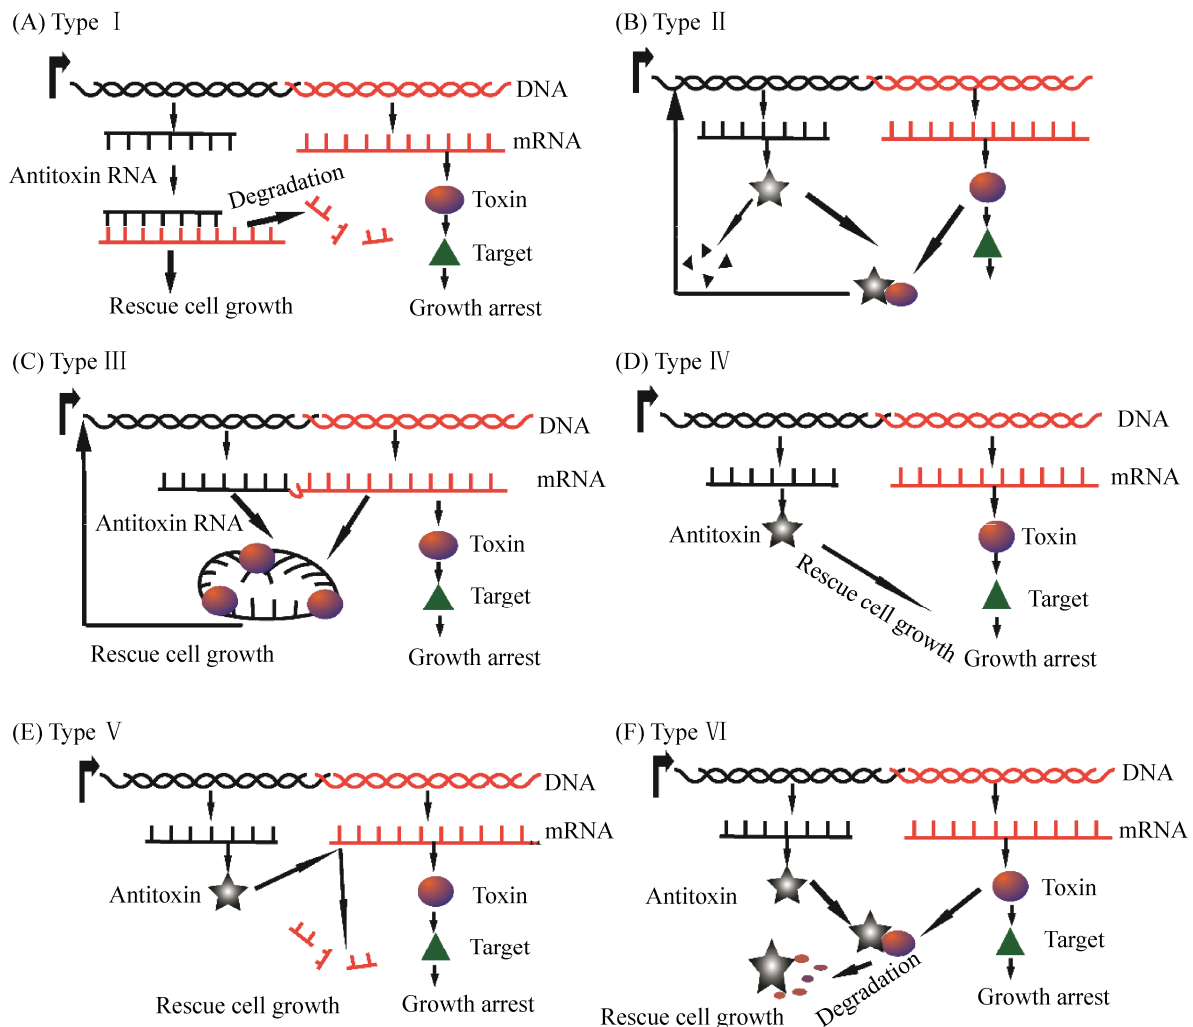 (A) Type Ⅰ
DNA
mRNA
Antitoxin RNA
Degradation
Toxin
Target
Rescue cell growth
Growth arrest
(B) Type Ⅱ
(C) Type Ⅲ
DNA
mRNA
Antitoxin RNA
Toxin
Target
Rescue cell growth
Growth arrest
(D) Type Ⅳ
DNA
mRNA
Antitoxin
Toxin
Rescue cell growth
Target
Growth arrest
(E) Type Ⅴ
DNA
mRNA
Antitoxin
Toxin
Target
Rescue cell growth
Growth arrest
(F) Type Ⅵ
DNA
mRNA
Antitoxin
Toxin
Target
Degradation
Growth arrest
Rescue cell growth